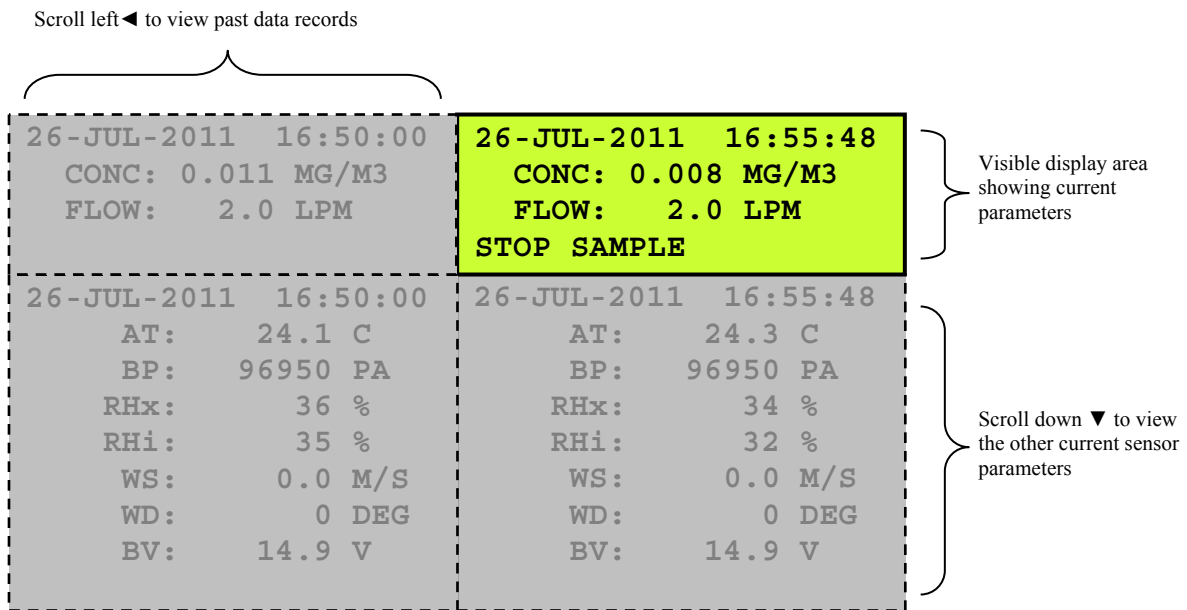 Scroll left◄ to view past data records
26-JUL-2011 16:50:00
CONC: 0.011 MG/M3
FLOW: 2.0 LPM
26-JUL-2011 16:55:48
CONC: 0.008 MG/M3
FLOW: 2.0 LPM
STOP SAMPLE
Visible display area
showing current
parameters
26-JUL-2011 16:50:00
AT: 24.1 C
BP: 96950 PA
RHx: 36 %
RHi: 35 %
WS: 0.0 M/S
WD: 0 DEG
BV: 14.9 V
26-JUL-2011 16:55:48
AT: 24.3 C
BP: 96950 PA
RHx: 34 %
RHi: 32 %
WS: 0.0 M/S
WD: 0 DEG
BV: 14.9 V
Scroll down ▼ to view
the other current sensor
parameters